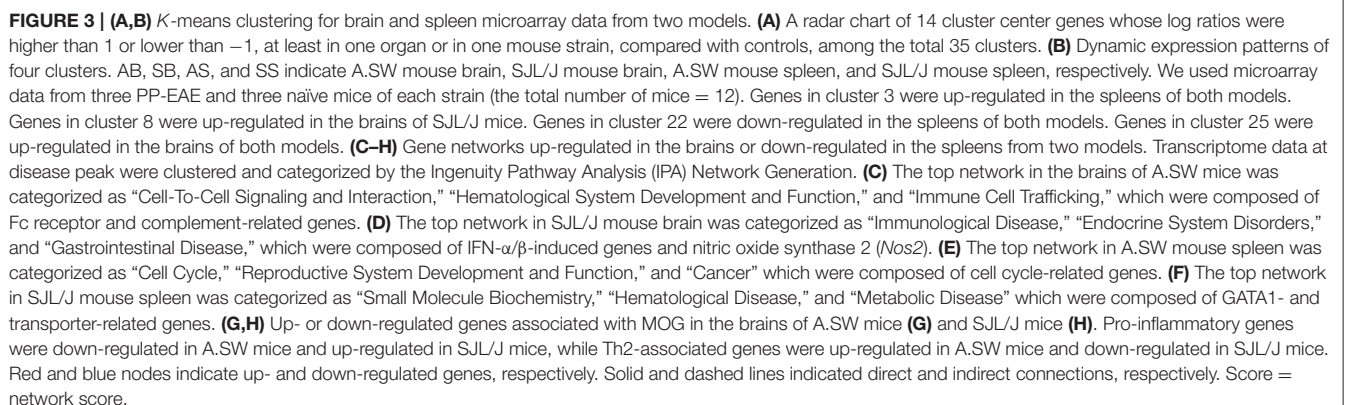 FIGURE 3 | (A,B) K-means clustering for brain and spleen microarray data from two models. (A) A radar chart of 14 cluster center genes whose log ratios were
higher than 1 or lower than −1, at least in one organ or in one mouse strain, compared with controls, among the total 35 clusters. (B) Dynamic expression patterns of
four clusters. AB, SB, AS, and SS indicate A.SW mouse brain, SJL/J mouse brain, A.SW mouse spleen, and SJL/J mouse spleen, respectively. We used microarray
data from three PP-EAE and three naïve mice of each strain (the total number of mice = 12). Genes in cluster 3 were up-regulated in the spleens of both models.
Genes in cluster 8 were up-regulated in the brains of SJL/J mice. Genes in cluster 22 were down-regulated in the spleens of both models. Genes in cluster 25 were
up-regulated in the brains of both models. (C–H) Gene networks up-regulated in the brains or down-regulated in the spleens from two models. Transcriptome data at
disease peak were clustered and categorized by the Ingenuity Pathway Analysis (IPA) Network Generation. (C) The top network in the brains of A.SW mice was
categorized as “Cell-To-Cell Signaling and Interaction,” “Hematological System Development and Function,” and “Immune Cell Trafficking,” which were composed of
Fc receptor and complement-related genes. (D) The top network in SJL/J mouse brain was categorized as “Immunological Disease,” “Endocrine System Disorders,”
and “Gastrointestinal Disease,” which were composed of IFN-α/β-induced genes and nitric oxide synthase 2 (Nos2). (E) The top network in A.SW mouse spleen was
categorized as “Cell Cycle,” “Reproductive System Development and Function,” and “Cancer” which were composed of cell cycle-related genes. (F) The top network
in SJL/J mouse spleen was categorized as “Small Molecule Biochemistry,” “Hematological Disease,” and “Metabolic Disease” which were composed of GATA1- and
transporter-related genes. (G,H) Up- or down-regulated genes associated with MOG in the brains of A.SW mice (G) and SJL/J mice (H). Pro-inflammatory genes
were down-regulated in A.SW mice and up-regulated in SJL/J mice, while Th2-associated genes were up-regulated in A.SW mice and down-regulated in SJL/J mice.
Red and blue nodes indicate up- and down-regulated genes, respectively. Solid and dashed lines indicated direct and indirect connections, respectively. Score =
network score.